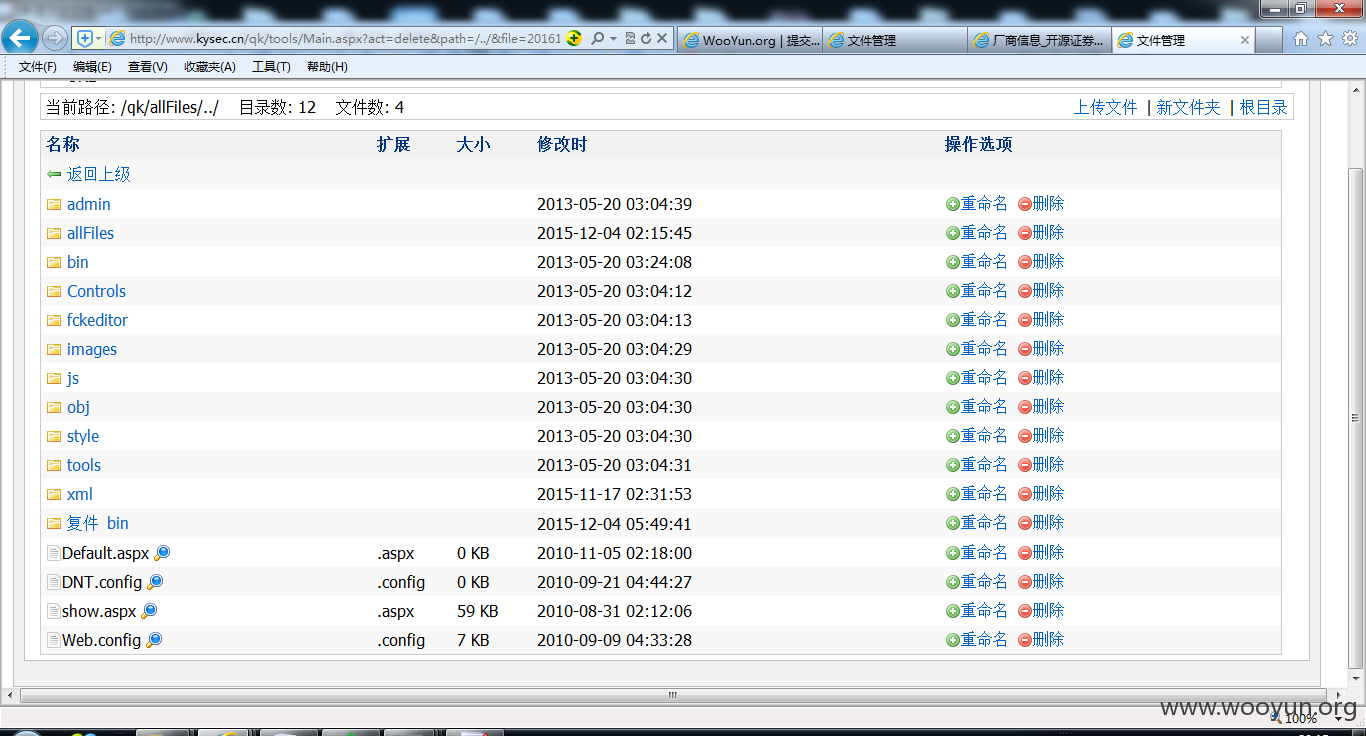 http://www.kysec.cn/qk/tools/Main.aspx?act=delete&path=/../&file=20161
WooYun.org | 提交... 文件管理 厂商信息_开源证券... 文件管理
文件(F) 编辑(E) 查看(V) 收藏夹(A) 工具(T) 帮助(H)
当前路径: /qk/allFiles/../ 目录数: 12 文件数: 4 上传文件 | 新文件夹 | 根目录
名称 扩展 大小 修改时 操作选项
返回上级
admin 2013-05-20 03:04:39 重命名 删除
allFiles 2015-12-04 02:15:45 重命名 删除
bin 2013-05-20 03:24:08 重命名 删除
Controls 2013-05-20 03:04:12 重命名 删除
fckeditor 2013-05-20 03:04:13 重命名 删除
images 2013-05-20 03:04:29 重命名 删除
js 2013-05-20 03:04:30 重命名 删除
obj 2013-05-20 03:04:30 重命名 删除
style 2013-05-20 03:04:30 重命名 删除
tools 2013-05-20 03:04:31 重命名 删除
xml 2015-11-17 02:31:53 重命名 删除
复件 bin 2015-12-04 05:49:41 重命名 删除
Default.aspx .aspx 0 KB 2010-11-05 02:18:00 重命名 删除
DNT.config .config 0 KB 2010-09-21 04:44:27 重命名 删除
show.aspx .aspx 59 KB 2010-08-31 02:12:06 重命名 删除
Web.config .config 7 KB 2010-09-09 04:33:28 重命名 删除
www.wooyun.org
100%